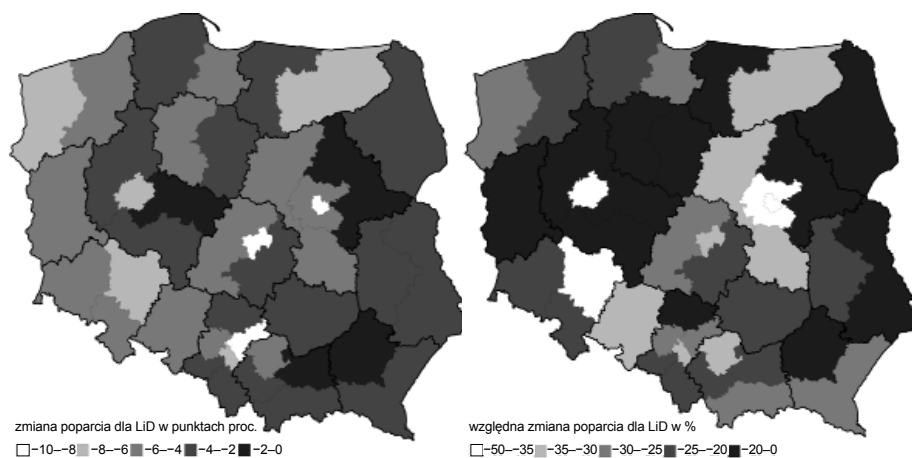 zmiana poparcia dla LiD w punktach proc.
−10–−8 −8–−6 −6–−4 −4–−2 −2–0
względna zmiana poparcia dla LiD w %
−50–−35 −35–−30 −30–−25 −25–−20 −20–0